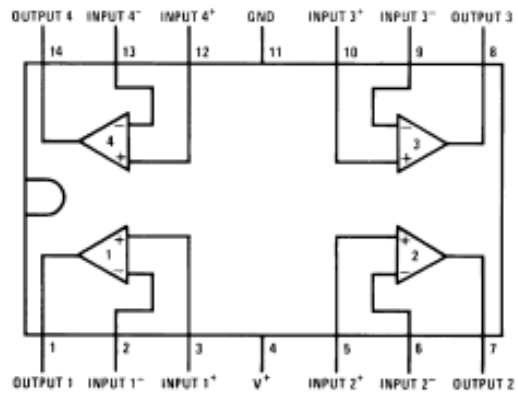 OUTPUT 4 INPUT 4⁻ INPUT 4⁺ GND INPUT 3⁺ INPUT 3⁻ OUTPUT 3
14 13 12 11 10 9 8
− −
4 3
+ +
+ +
1 2
− −
1 2 3 4 5 6 7
OUTPUT 1 INPUT 1⁻ INPUT 1⁺ V⁺ INPUT 2⁺ INPUT 2⁻ OUTPUT 2